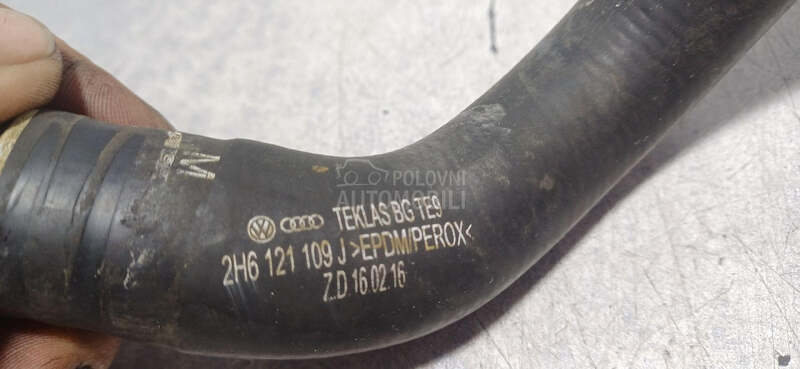 M
POLOVNI
AUTOMOBILI
TEKLAS BG TE9
2H6 121 109 J >EPDM/PEROX<
Z.D. 16.02.16